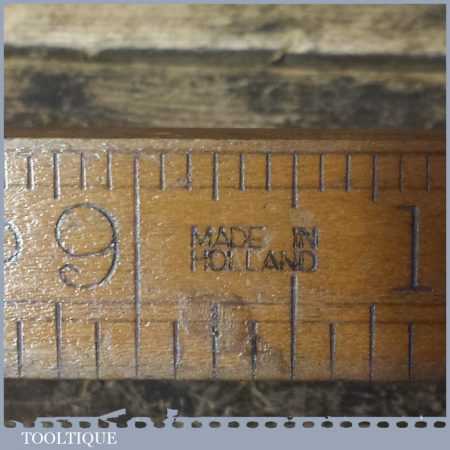 9
MADE IN
HOLLAND
1
TOOLTIQUE